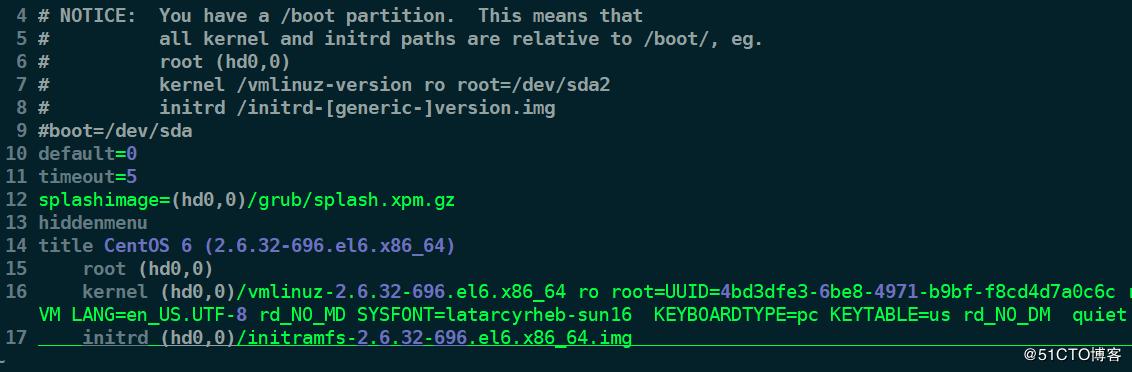 4 # NOTICE:  You have a /boot partition.  This means that
5 #          all kernel and initrd paths are relative to /boot/, eg.
6 #          root (hd0,0)
7 #          kernel /vmlinuz-version ro root=/dev/sda2
8 #          initrd /initrd-[generic-]version.img
9 #boot=/dev/sda
10 default=0
11 timeout=5
12 splashimage=(hd0,0)/grub/splash.xpm.gz
13 hiddenmenu
14 title CentOS 6 (2.6.32-696.el6.x86_64)
15     root (hd0,0)
16     kernel (hd0,0)/vmlinuz-2.6.32-696.el6.x86_64 ro root=UUID=4bd3dfe3-6be8-4971-b9bf-f8cd4d7a0c6c
VM LANG=en_US.UTF-8 rd_NO_MD SYSFONT=latarcyrheb-sun16  KEYBOARDTYPE=pc KEYTABLE=us rd_NO_DM  quiet
17     initrd (hd0,0)/initramfs-2.6.32-696.el6.x86_64.img
~
@51CTO博客